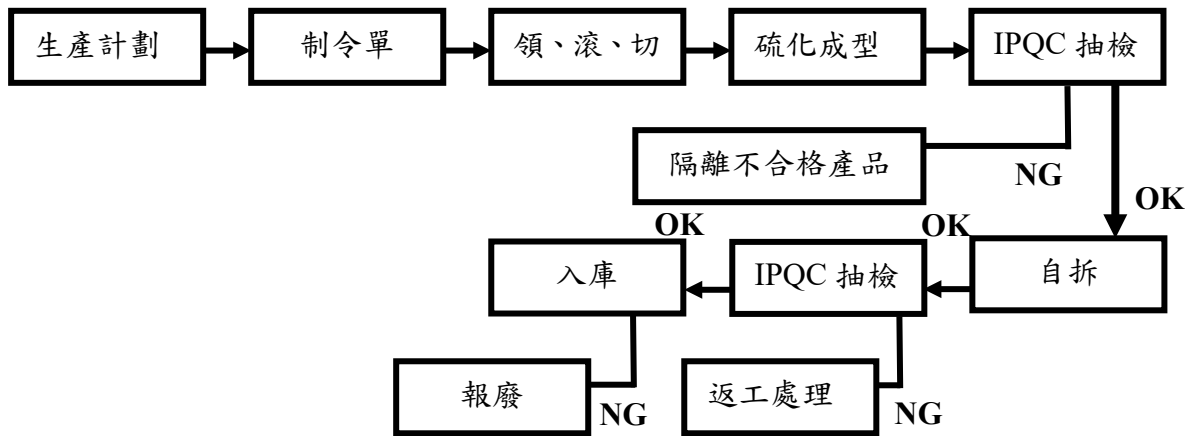 生產計劃
制令單
領、滾、切
硫化成型
IPQC 抽檢
隔離不合格產品
NG
OK
OK
OK
入庫
IPQC 抽檢
自拆
報廢
NG
返工處理
NG